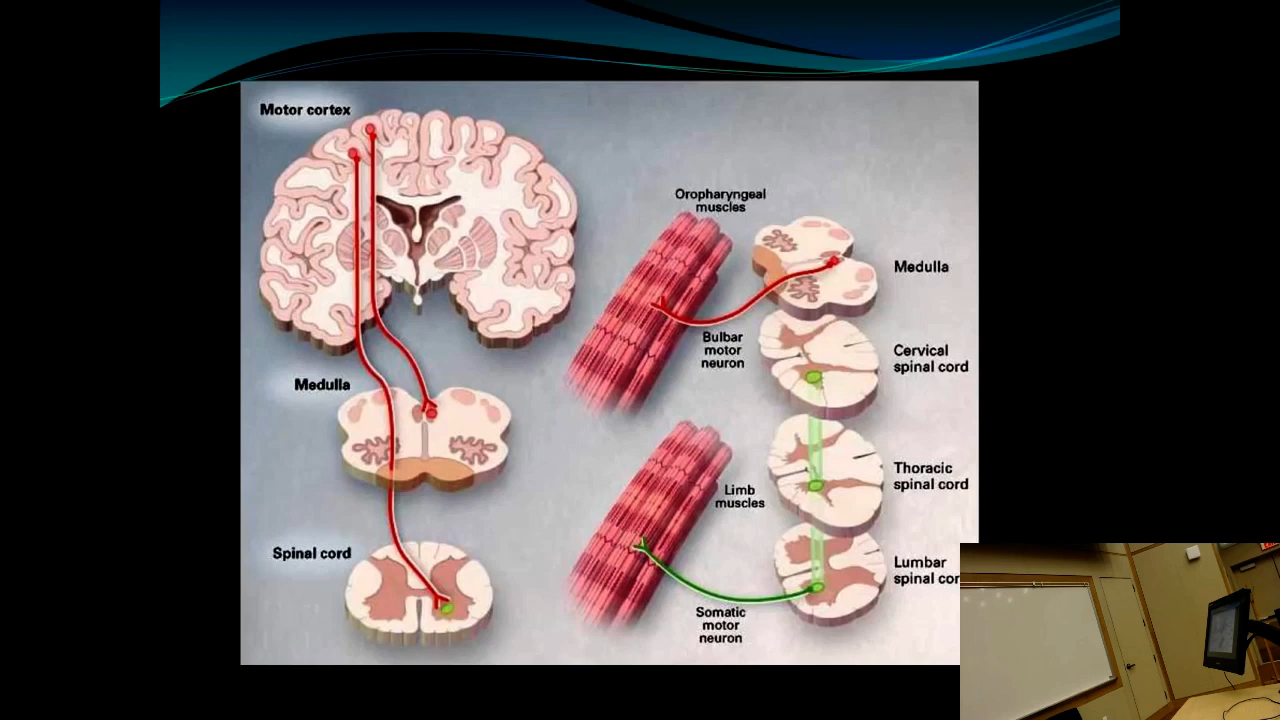 Motor cortex
Medulla
Spinal cord
Oropharyngeal
muscles
Bulbar
motor
neuron
Medulla
Cervical
spinal cord
Thoracic
spinal cord
Limb
muscles
Lumbar
spinal cor
Somatic
motor
neuron